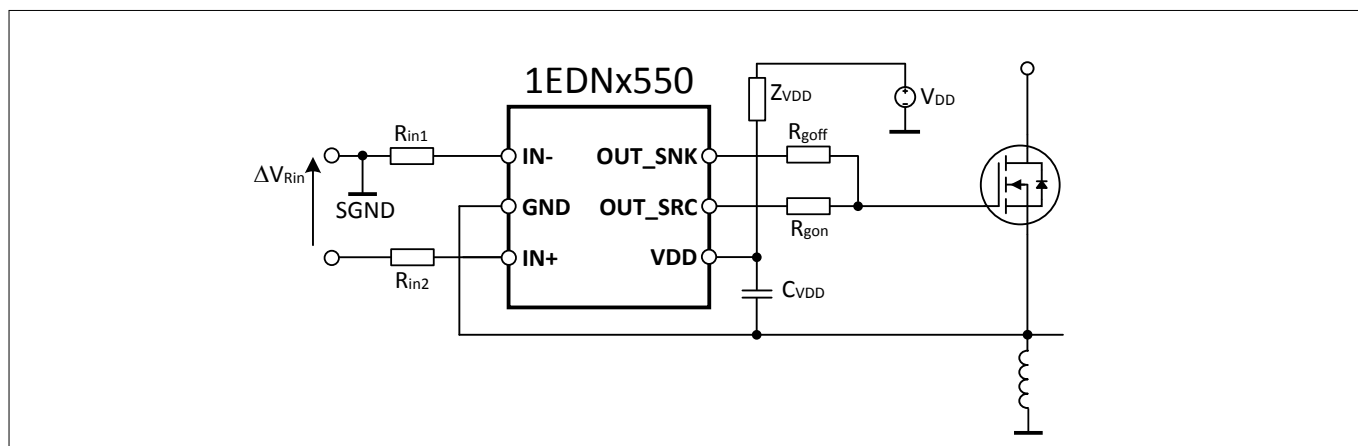 1EDNx550
ZVDD
VDD
Rin1
Rgoff
IN-
OUT_SNK
ΔVRin
SGND
GND
OUT_SRC
Rgon
IN+
VDD
Rin2
CVDD